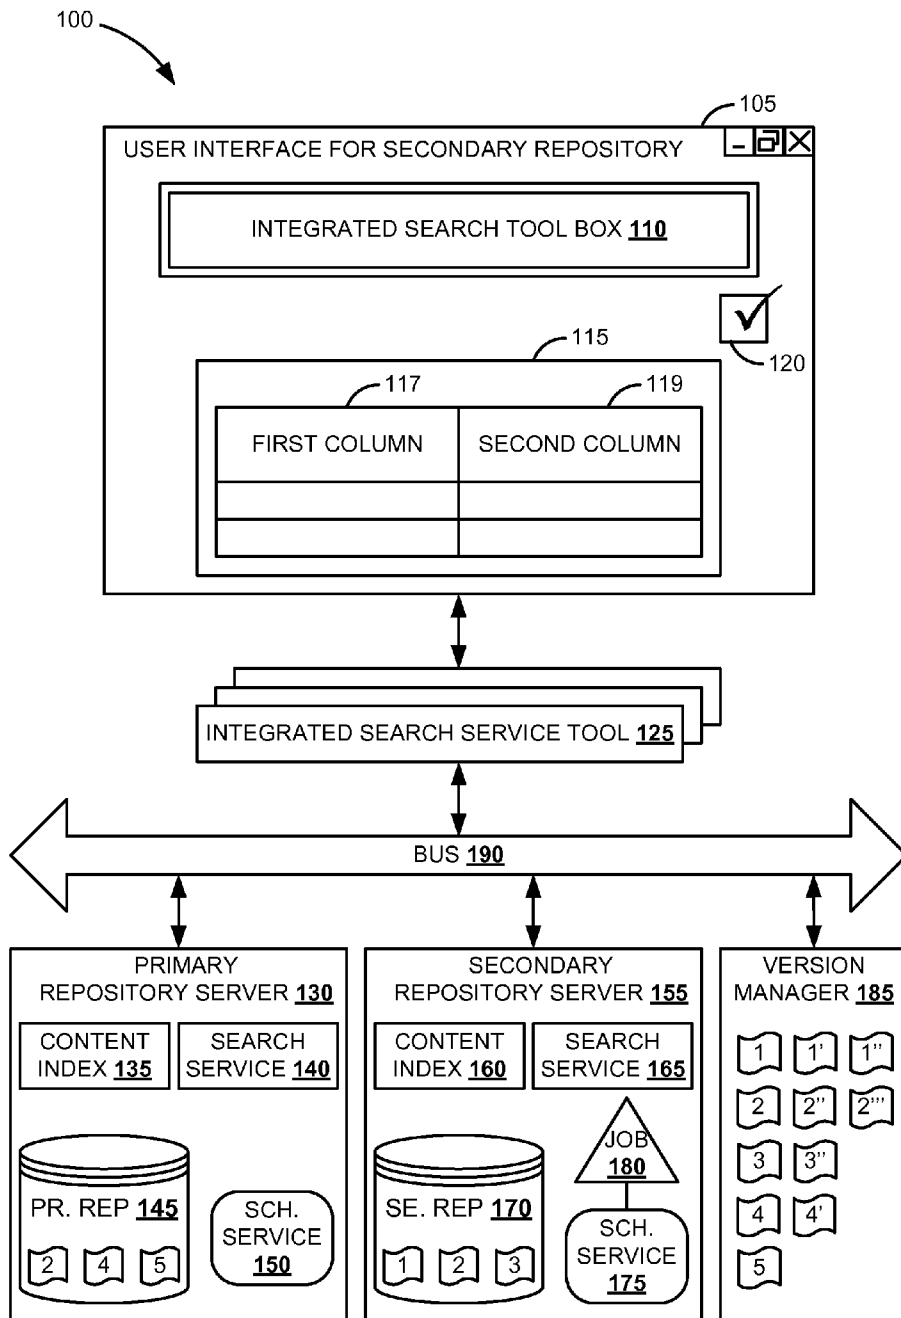 100
105
USER INTERFACE FOR SECONDARY REPOSITORY
INTEGRATED SEARCH TOOL BOX 110
120
115
117
119
FIRST COLUMN
SECOND COLUMN
INTEGRATED SEARCH SERVICE TOOL 125
BUS 190
PRIMARY
REPOSITORY SERVER 130
CONTENT
INDEX 135
SEARCH
SERVICE 140
PR. REP 145
2 4 5
SCH.
SERVICE
150
SECONDARY
REPOSITORY SERVER 155
CONTENT
INDEX 160
SEARCH
SERVICE 165
JOB
180
SE. REP 170
1 2 3
SCH.
SERVICE
175
VERSION
MANAGER 185
1 1' 1''
2 2'' 2'''
3 3''
4 4'
5